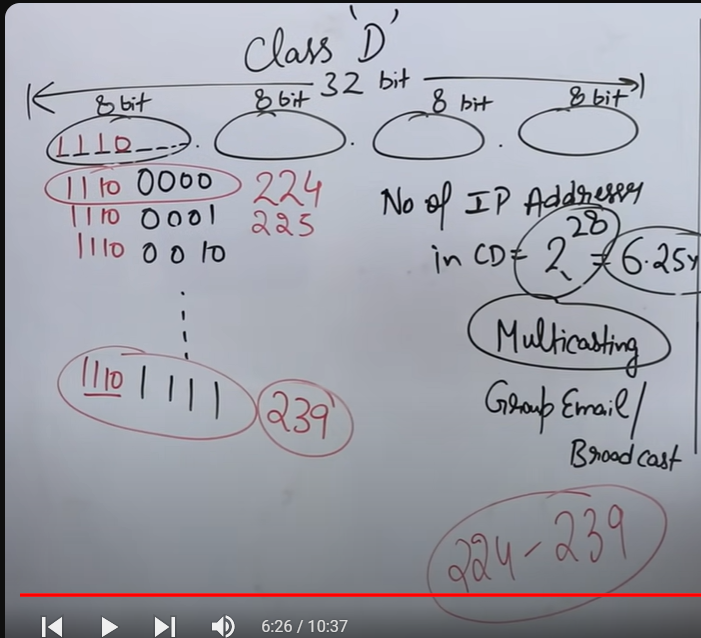 Class 'D'
32 bit
8 bit 8 bit 8 bit 8 bit
1110---- . . .
1110 0000 224
1110 0001 225
1110 0010
1110 1111 239
No of IP Addresses
in CD = 2^28 = 6.25%
Multicasting
Group Email/
Broadcast
224-239
6:26 / 10:37